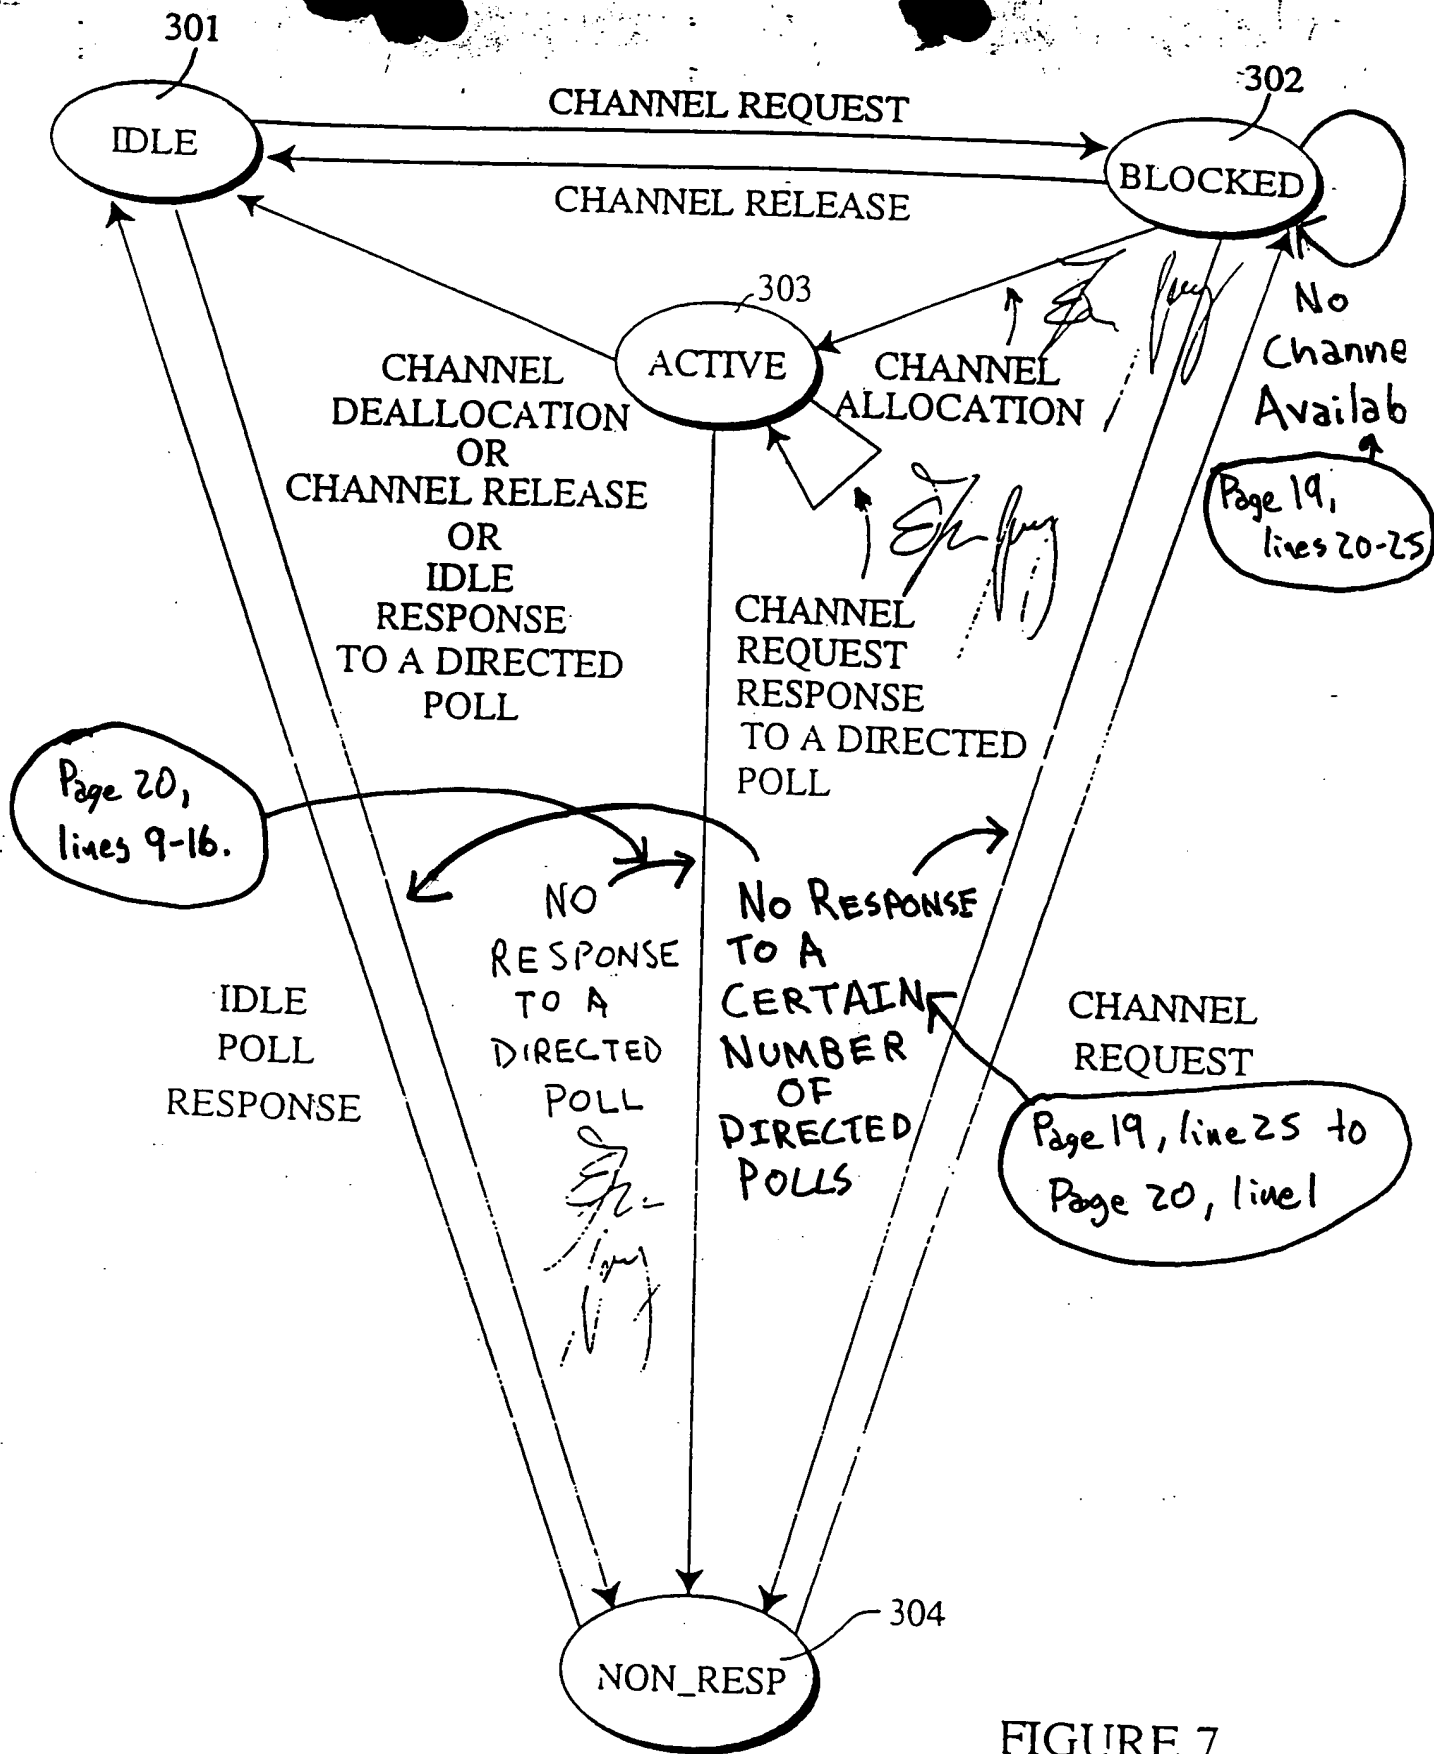 301
302
IDLE
CHANNEL REQUEST
BLOCKED
CHANNEL RELEASE
303
ACTIVE
No
Channe
Availab
CHANNEL
ALLOCATION
CHANNEL
DEALLOCATION
OR
CHANNEL RELEASE
OR
IDLE
RESPONSE
TO A DIRECTED
POLL
Page 19,
lines 20-25
CHANNEL
REQUEST
RESPONSE
TO A DIRECTED
POLL
Page 20,
lines 9-16.
NO
RESPONSE
TO A
DIRECTED
POLL
NO RESPONSE
TO A
CERTAIN
NUMBER
OF
DIRECTED
POLLS
IDLE
POLL
RESPONSE
CHANNEL
REQUEST
Page 19, line 25 to
Page 20, line 1
304
NON_RESP
FIGURE 7